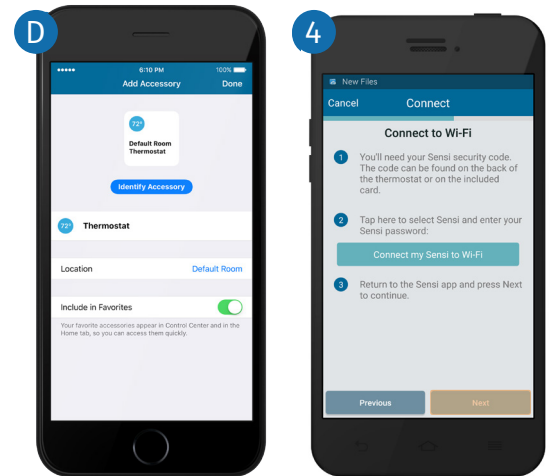 D
6:10 PM 100%
Add Accessory Done
72°
Default Room
Thermostat
Identify Accessory
72° Thermostat
Location Default Room
Include in Favorites
Your favorite accessories appear in Control Center and in the
Home tab, so you can access them quickly.
4
New Files
Cancel Connect
Connect to Wi-Fi
1 You'll need your Sensi security code.
The code can be found on the back of
the thermostat or on the included
card.
2 Tap here to select Sensi and enter your
Sensi password:
Connect my Sensi to Wi-Fi
3 Return to the Sensi app and press Next
to continue.
Previous Next